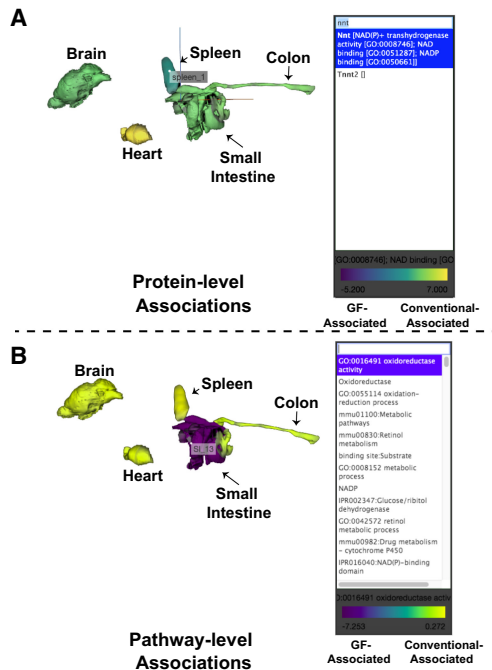 A
Brain
Spleen
spleen_1
Colon
Heart
Small
Intestine
Protein-level
Associations
nnt
Nnt [NAD(P)+ transhydrogenase
activity [GO:0008746]; NAD
binding [GO:0051287]; NADP
binding [GO:0050661]]
Tnnt2 []
[GO:0008746]; NAD binding [GO
-5.200 7.000
GF-
Associated
Conventional-
Associated
B
Brain
Spleen
Colon
SI_13
Heart
Small
Intestine
Pathway-level
Associations
GO:0016491 oxidoreductase
activity
Oxidoreductase
GO:0055114 oxidation-
reduction process
mmu01100:Metabolic
pathways
mmu00830:Retinol
metabolism
binding site:Substrate
GO:0008152 metabolic
process
NADP
IPR002347:Glucose/ribitol
dehydrogenase
GO:0042572 retinol
metabolic process
mmu00982:Drug metabolism
- cytochrome P450
IPR016040:NAD(P)-binding
domain
O:0016491 oxidoreductase activ
-7.253 0.272
GF-
Associated
Conventional-
Associated